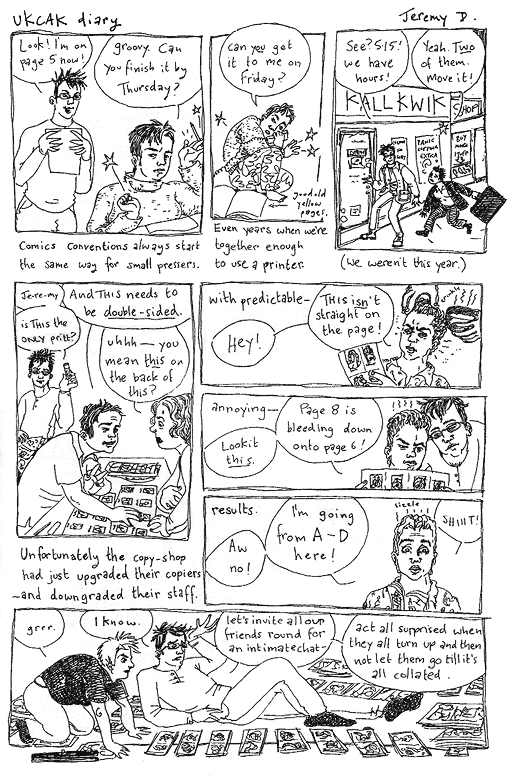 UKCAK diary
Jeremy D.
Look! I'm on
page 5 now!
groovy. Can
you finish it by
Thursday?
Comics conventions always start
the same way for small pressers.
can you get
it to me on
Friday?
good old
yellow
pages.
Even years when we're
together enough
to use a printer.
See? 5:15!
we have
hours!
Yeah. Two
of them.
move it!
KALL KWIK
SHOP
PANIC
COPYING
EXTRA
(We weren't this year.)
Je-re-my
is THIS the
ONLY pritt?
And THIS needs to
be double-sided.
uhhh — you
mean this on
the back of
this?
Unfortunately the copy-shop
had just upgraded their copiers
-and downgraded their staff.
with predictable-
Hey!
This isn't
straight on
the page!
annoying-
Lookit
this.
Page 8 is
bleeding down
onto page 6!
results.
Aw
no!
I'm going
from A-D
here!
sizzle
SHIIIT!
grrr.
I know.
let's invite all our
friends round for
an intimate chat-
act all surprised when
they all turn up and then
not let them go till it's
all collated.